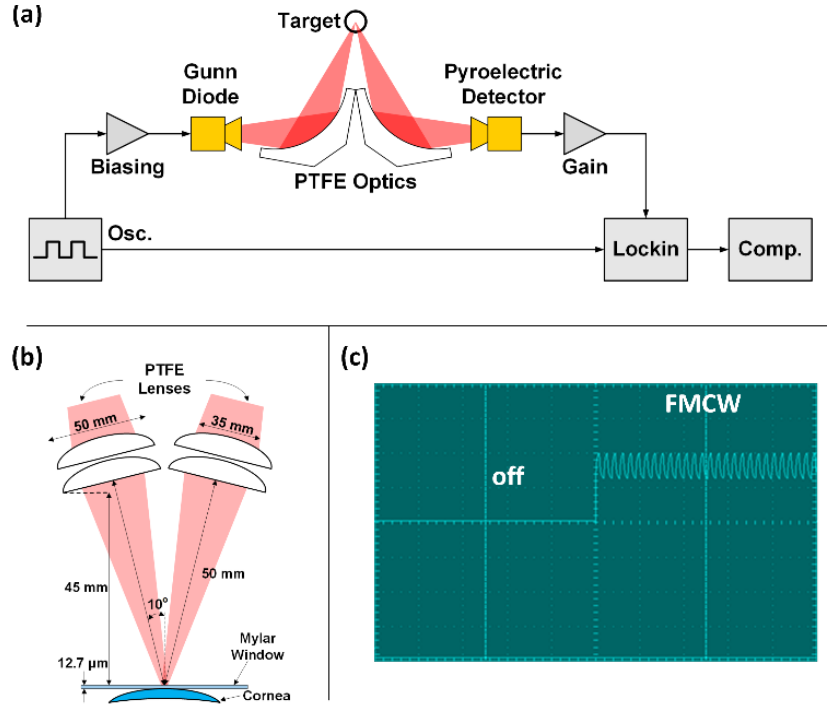 (a)
Target
Gunn
Diode
Pyroelectric
Detector
Biasing
PTFE Optics
Gain
Osc.
Lockin
Comp.
(b)
PTFE
Lenses
50 mm
35 mm
45 mm
50 mm
10°
12.7 µm
Mylar
Window
Cornea
(c)
FMCW
off